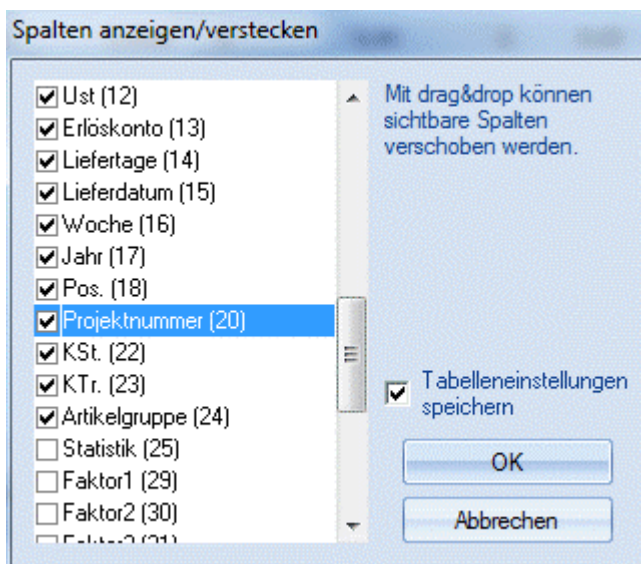 Spalten anzeigen/verstecken
Ust (12)
Erlöskonto (13)
Liefertage (14)
Lieferdatum (15)
Woche (16)
Jahr (17)
Pos. (18)
Projektnummer (20)
KSt. (22)
KTr. (23)
Artikelgruppe (24)
Statistik (25)
Faktor1 (29)
Faktor2 (30)
Mit drag&drop können
sichtbare Spalten
verschoben werden.
Tabelleneinstellungen
speichern
OK
Abbrechen